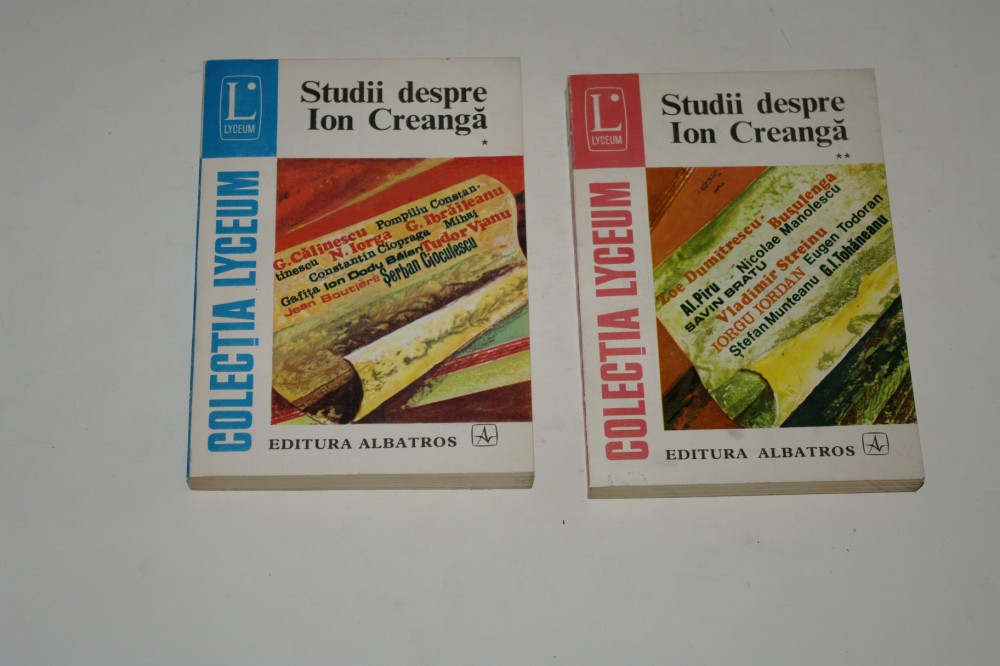 L
LYCEUM
Studii despre
Ion Creangă
*
COLECȚIA LYCEUM
G. Călinescu Pompiliu Constan-
tinescu N. Iorga G. Ibrăileanu
Constantin Ciopraga Mihai
Gafița Ion Dodu Bălan Tudor Vianu
Jean Boutière Șerban Cioculescu
EDITURA ALBATROS
L
LYCEUM
Studii despre
Ion Creangă
**
COLECȚIA LYCEUM
Zoe Dumitrescu-Bușulenga
Al. Piru Nicolae Manolescu
SAVIN BRATU
Vladimir Streinu
IORGU IORDAN Eugen Todoran
Ștefan Munteanu G.I. Tohăneanu
EDITURA ALBATROS